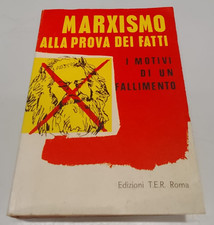 MARXISMO
ALLA PROVA DEI FATTI
I MOTIVI
DI UN
FALLIMENTO
Edizioni T.E.R. Roma